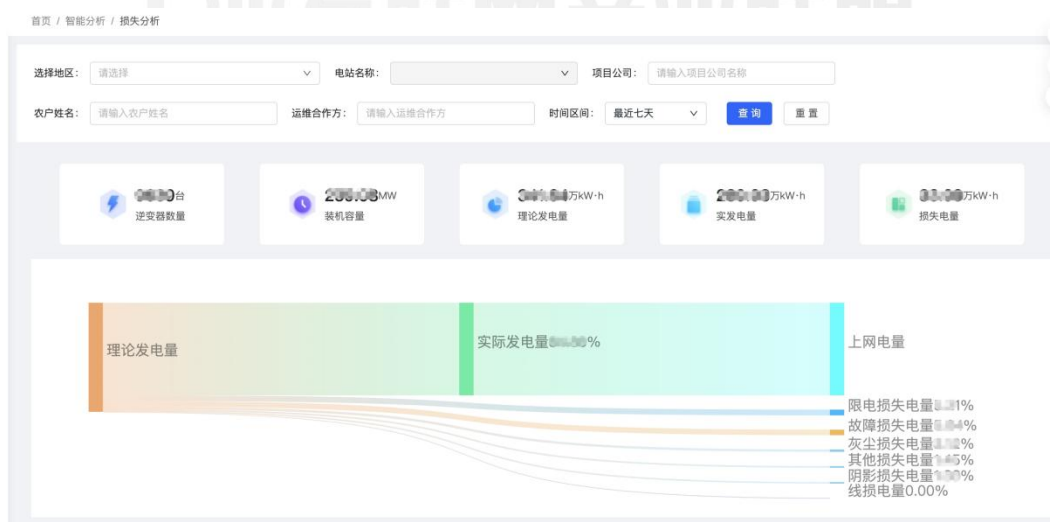 首页 / 智能分析 / 损失分析
选择地区： 请选择 电站名称： 项目公司： 请输入项目公司名称
农户姓名： 请输入农户姓名 运维合作方： 请输入运维合作方 时间区间： 最近七天 查 询 重 置
台 MW 万kW·h 万kW·h 万kW·h
逆变器数量 装机容量 理论发电量 实发电量 损失电量
理论发电量 实际发电量 % 上网电量
限电损失电量 %
故障损失电量 %
灰尘损失电量 %
其他损失电量 %
阴影损失电量 %
线损电量0.00%